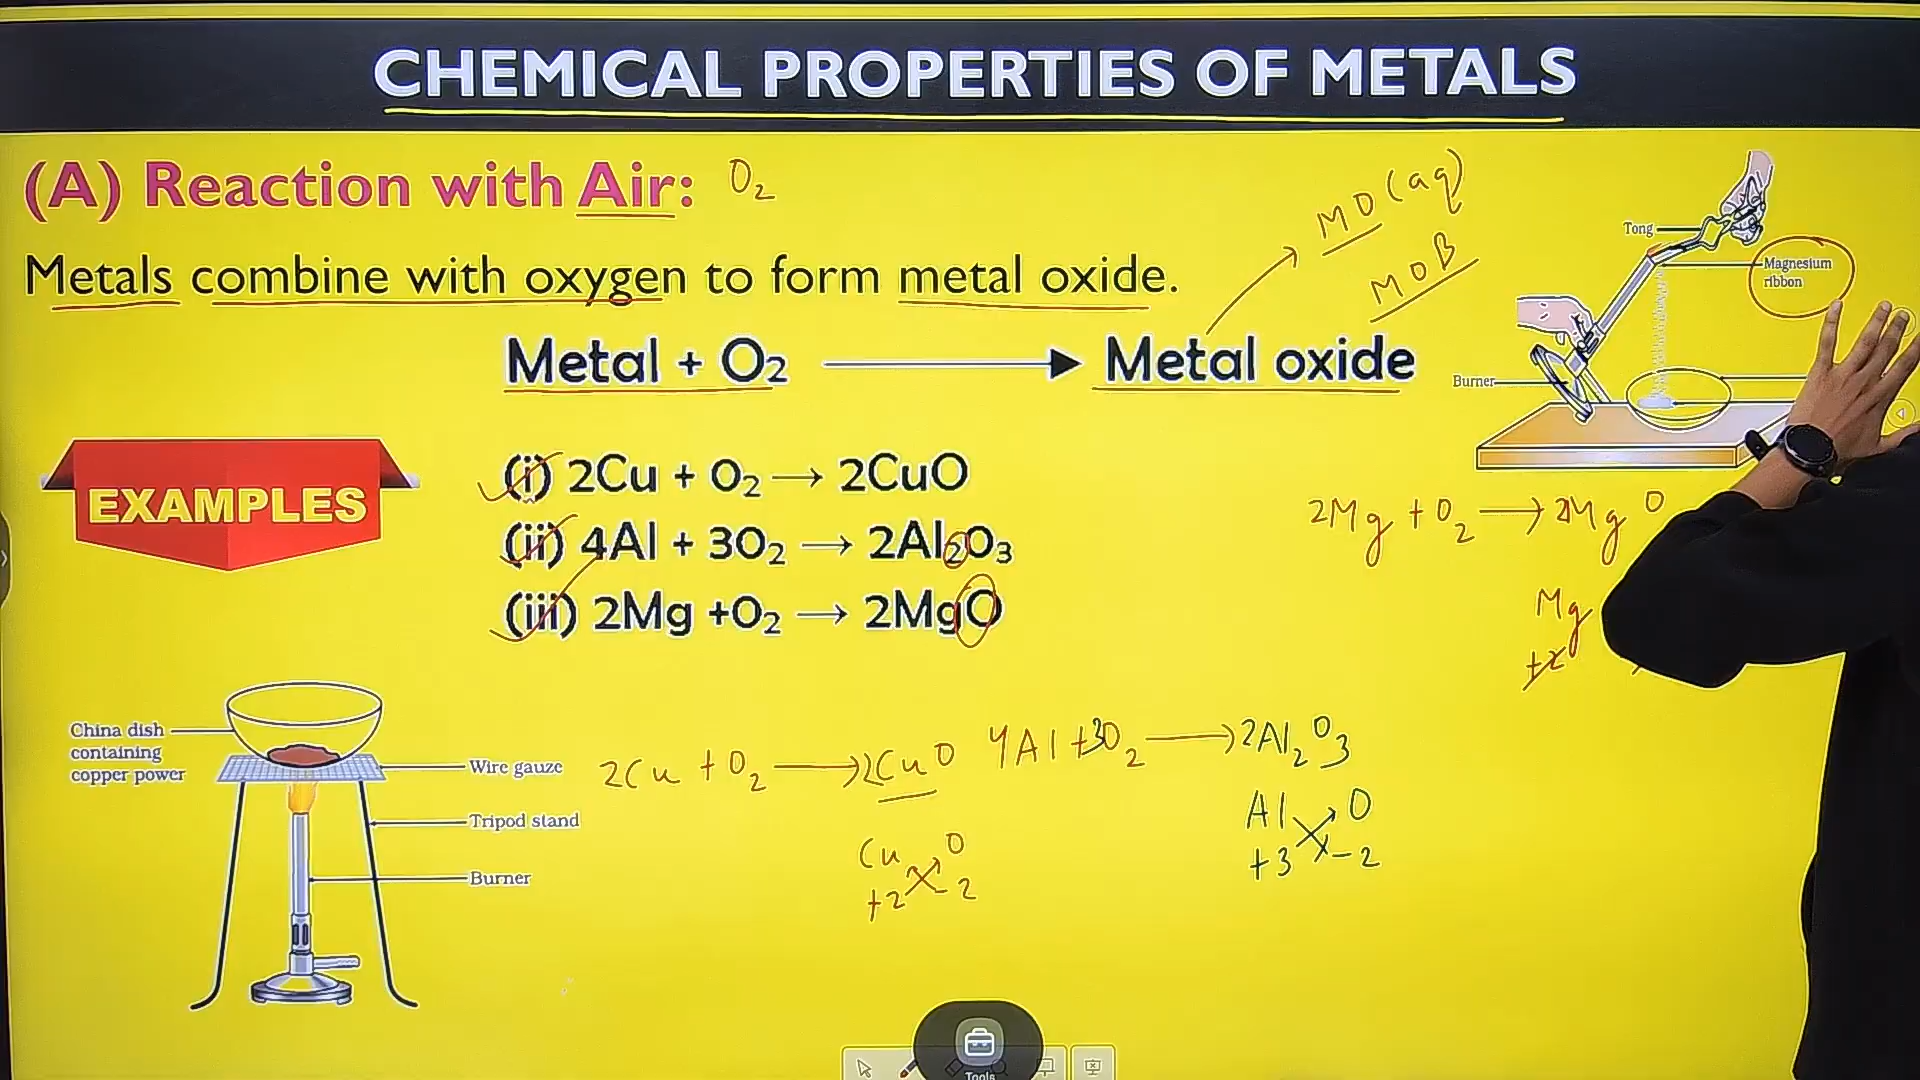 CHEMICAL PROPERTIES OF METALS
(A) Reaction with Air: O2
Metals combine with oxygen to form metal oxide.
MO (aq)
MOB
Metal + O2 → Metal oxide
Tong
Magnesium
ribbon
Burner
EXAMPLES
(i) 2Cu + O2 → 2CuO
(ii) 4Al + 3O2 → 2Al2O3
(iii) 2Mg +O2 → 2MgO
2Mg + O2 → 2Mg O
Mg
+2
China dish
containing
copper power
Wire gauze
Tripod stand
Burner
2Cu + O2 → 2CuO
4Al + 3O2 → 2Al2O3
Cu O
+2 -2
Al O
+3 -2
Tools